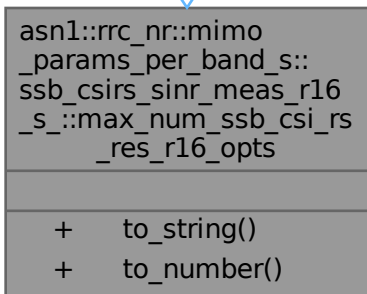 asn1::rrc_nr::mimo
_params_per_band_s::
ssb_csirs_sinr_meas_r16
_s_::max_num_ssb_csi_rs
_res_r16_opts
+ to_string()
+ to_number()